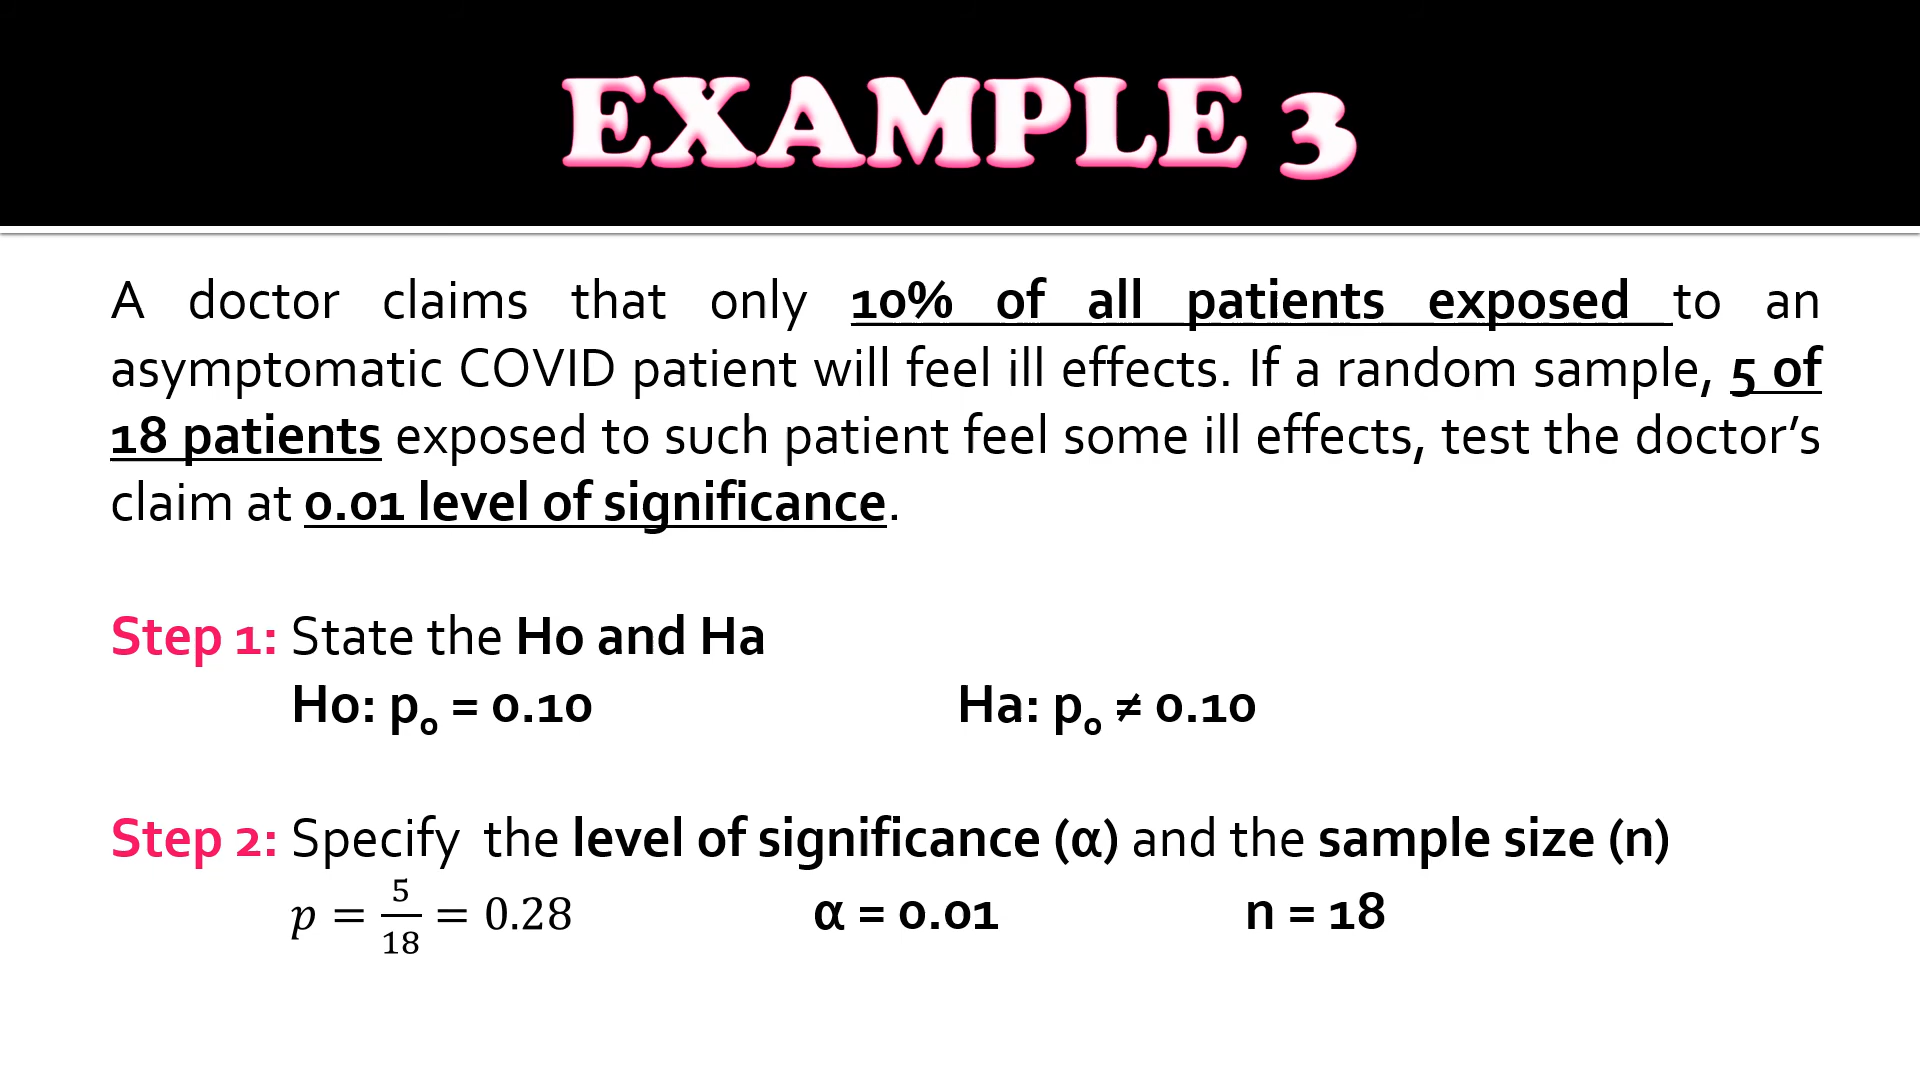 EXAMPLE 3
A doctor claims that only 10% of all patients exposed to an
asymptomatic COVID patient will feel ill effects. If a random sample, 5 of
18 patients exposed to such patient feel some ill effects, test the doctor’s
claim at 0.01 level of significance.
Step 1: State the Ho and Ha
Ho: p₀ = 0.10 Ha: p₀ ≠ 0.10
Step 2: Specify the level of significance (α) and the sample size (n)
p = 5/18 = 0.28 α = 0.01 n = 18